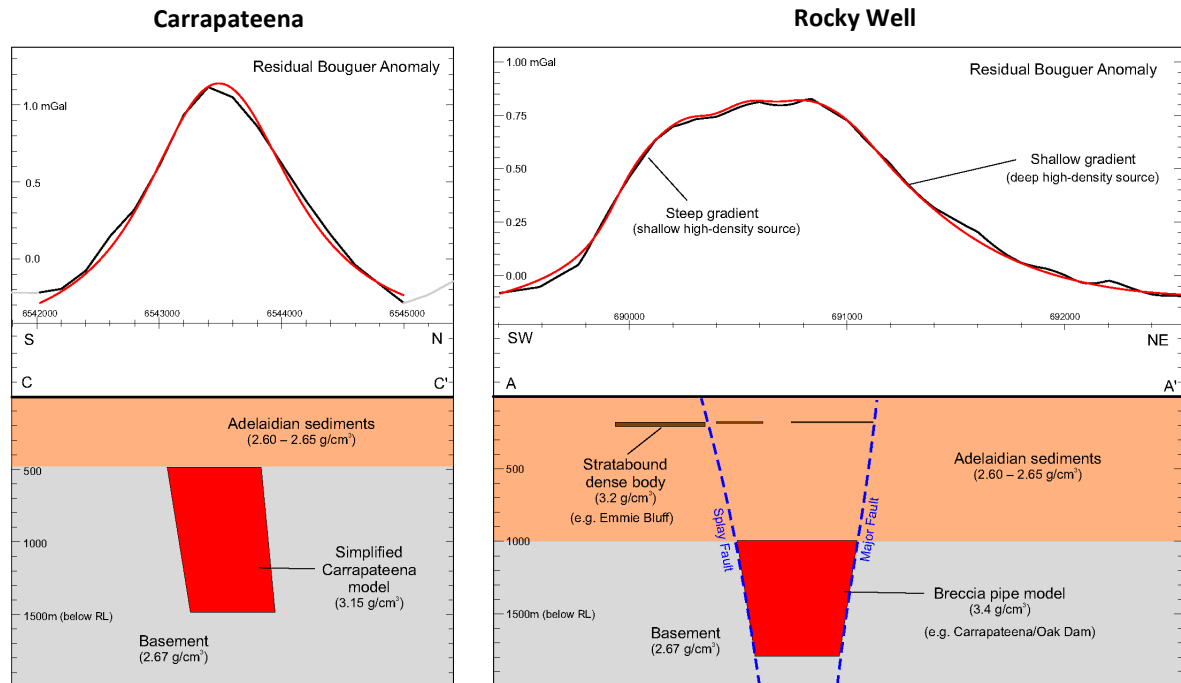 Carrapateena
Rocky Well
Residual Bouguer Anomaly
1.0 mGal
0.5
0.0
6542000
6543000
6544000
6545000
S
N
C
C'
Adelaidian sediments
(2.60 – 2.65 g/cm³)
500
1000
1500m (below RL)
Simplified
Carrapateena
model
(3.15 g/cm³)
Basement
(2.67 g/cm³)
1.00 mGal
Residual Bouguer Anomaly
0.75
0.50
0.25
0.00
Steep gradient
(shallow high-density source)
Shallow gradient
(deep high-density source)
690000
691000
692000
SW
NE
A
A'
Stratabound
dense body
(3.2 g/cm³)
(e.g. Emmie Bluff)
Adelaidian sediments
(2.60 – 2.65 g/cm³)
500
1000
1500m (below RL)
Splay Fault
Major Fault
Breccia pipe model
(3.4 g/cm³)
(e.g. Carrapateena/Oak Dam)
Basement
(2.67 g/cm³)